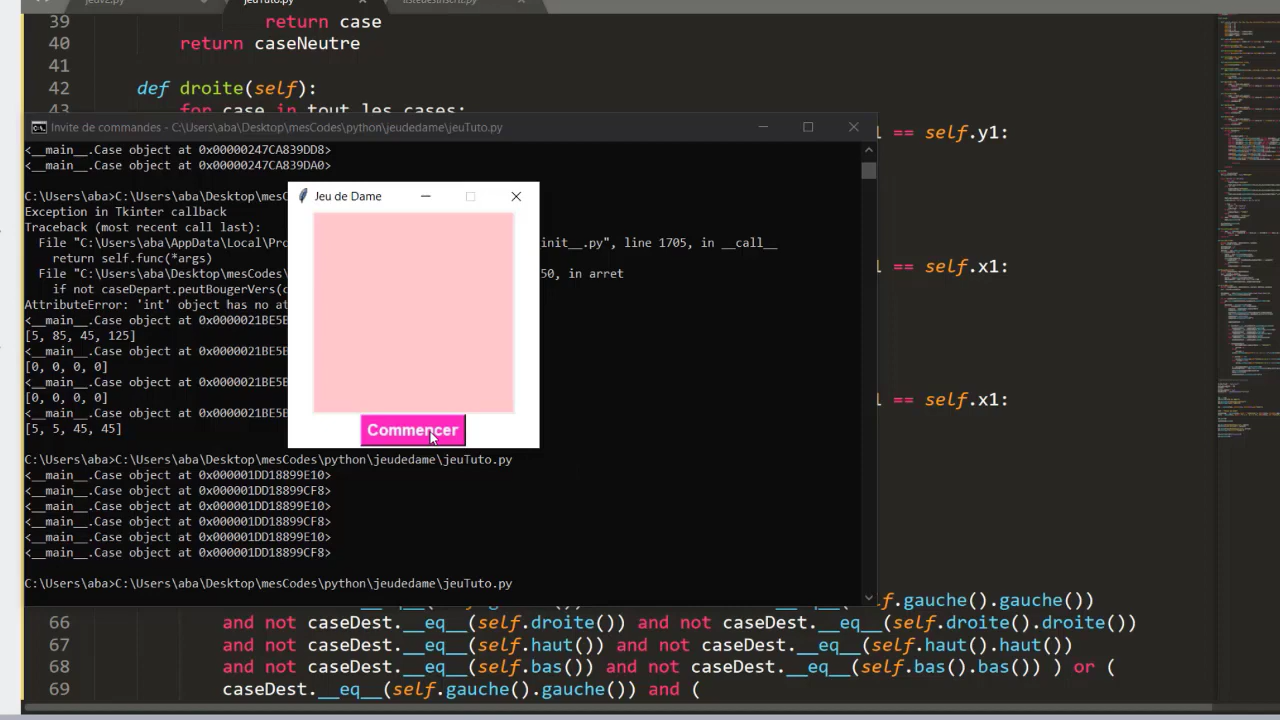 jeuTuto.py
39 return case
40 return caseNeutre
41
42 def droite(self):
43 for case in tout_les_cases:
== self.y1:
== self.x1:
== self.x1:
Invite de commandes - C:\Users\aba\Desktop\mesCodes\python\jeudedame\jeuTuto.py
<__main__.Case object at 0x00000247CA839DD8>
<__main__.Case object at 0x00000247CA839DA0>
C:\Users\aba>C:\Users\aba\Desktop\mesC
Exception in Tkinter callback
Traceback (most recent call last):
File "C:\Users\aba\AppData\Local\Pro init__.py", line 1705, in __call__
return self.func(*args)
File "C:\Users\aba\Desktop\mesCodes 50, in arret
if not caseDepart.peutBougerVers(
AttributeError: 'int' object has no at
<__main__.Case object at 0x0000021BE5E
[5, 85, 45, 125]
<__main__.Case object at 0x0000021BE5E
[0, 0, 0, 0]
<__main__.Case object at 0x0000021BE5E
[0, 0, 0, 0]
<__main__.Case object at 0x0000021BE5E
[5, 5, 45, 45]
C:\Users\aba>C:\Users\aba\Desktop\mesCodes\python\jeudedame\jeuTuto.py
<__main__.Case object at 0x000001DD18899E10>
<__main__.Case object at 0x000001DD18899CF8>
<__main__.Case object at 0x000001DD18899E10>
<__main__.Case object at 0x000001DD18899CF8>
<__main__.Case object at 0x000001DD18899E10>
<__main__.Case object at 0x000001DD18899CF8>
C:\Users\aba>C:\Users\aba\Desktop\mesCodes\python\jeudedame\jeuTuto.py
Jeu de Dame
Commencer
self.gauche().gauche())
66 and not caseDest.__eq__(self.droite()) and not caseDest.__eq__(self.droite().droite())
67 and not caseDest.__eq__(self.haut()) and not caseDest.__eq__(self.haut().haut())
68 and not caseDest.__eq__(self.bas()) and not caseDest.__eq__(self.bas().bas()) ) or (
69 caseDest.__eq__(self.gauche().gauche()) and (